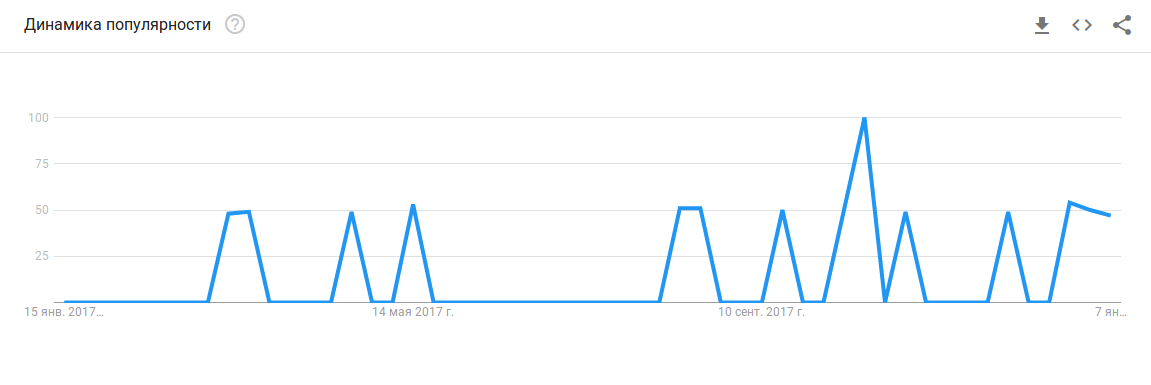 Динамика популярности
100
75
50
25
15 янв. 2017…
14 мая 2017 г.
10 сент. 2017 г.
7 ян…